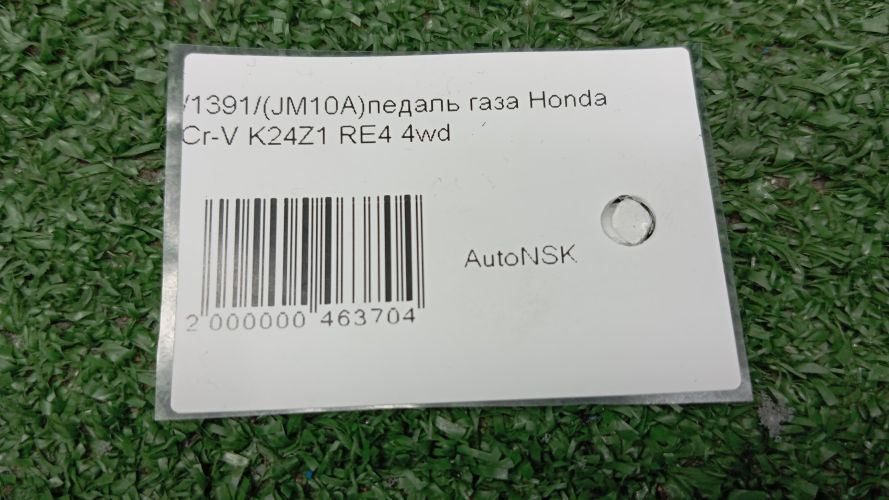 /1391/(JM10A)педаль газа Honda
Cr-V K24Z1 RE4 4wd
AutoNSK
2 000000 463704